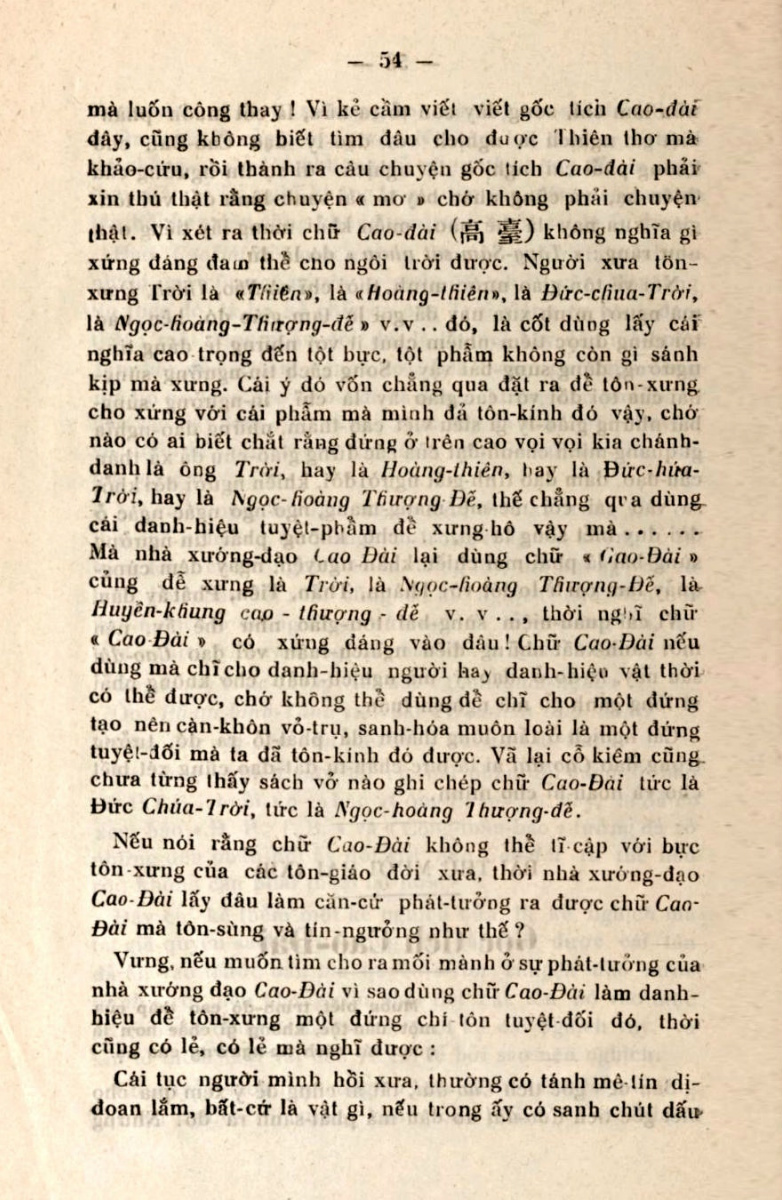 — 54 —
mà luốn công thay ! Vì kẻ cầm viết viết gốc tích Cao-đài
đây, cũng không biết tìm đâu cho được Thiên thơ mà
khảo-cứu, rồi thành ra câu chuyện gốc tích Cao-đài phải
xin thú thật rằng chuyện « mơ » chớ không phải chuyện
thật. Vì xét ra thời chữ Cao-đài (高臺) không nghĩa gì
xứng đáng đam thề cho ngôi trời được. Người xưa tôn-
xưng Trời là «Thiên», là «Hoàng-thiên», là Đức-chua-Trời,
là Ngọc-hoàng-Thượng-đế » v.v .. đó, là cốt dùng lấy cái
nghĩa cao trọng đến tột bực, tột phẩm không còn gì sánh
kịp mà xưng. Cái ý dó vốn chẳng qua đặt ra dề tôn-xưng
cho xứng với cái phẩm mà mình đả tôn-kính đó vậy, chớ
nào có ai biết chắt rằng đứng ở trên cao vọi vọi kia chánh-
danh là ông Trời, hay là Hoàng-thiên, hay là Đức-hứa-
Trời, hay là Ngọc-hoàng Thượng-Đế, thế chẳng qua dùng
cái danh-hiệu tuyệt-phầm đề xưng-hô vậy mà ......
Mà nhà xướng-đạo Cao Đài lại dùng chữ « Cao-Đài »
củng dề xưng là Trời, là Ngọc-hoàng Thượng-Đế, là
Huyền-khung cao - thượng - đế v. v .., thời nghĩ chữ
« Cao-Đài » có xứng đáng vào đâu ! Chữ Cao-Đài nếu
dùng mà chĩ cho danh-hiệu người hay danh-hiệu vật thời
có thề được, chớ không thề dùng đề chĩ cho một đứng
tạo nên càn-khôn vỏ-trụ, sanh-hóa muôn loài là một đứng
tuyệt-đối mà ta đã tôn-kính đó được. Vã lại cồ kiêm cũng
chưa từng thấy sách vở nào ghi chép chữ Cao-Đài tức là
Đức Chúa-Trời, tức là Ngọc-hoàng Thượng-đế.
Nếu nói rằng chữ Cao-Đài không thề tĩ-cập với bực
tôn-xưng của các tôn-giáo đời xưa, thời nhà xướng-đạo
Cao-Đài lấy đâu làm căn-cứ phát-tưởng ra được chữ Cao-
Đài mà tôn-sùng và tín-ngưởng như thế ?
Vưng, nếu muốn tìm cho ra mối mành ở sự phát-tưởng của
nhà xướng đạo Cao-Đài vì sao dùng chữ Cao-Đài làm danh-
hiệu đề tôn-xưng một đứng chí-tôn tuyệt-đối đó, thời
cũng có lẻ, có lẻ mà nghĩ được :
Cái tục người mình hồi xưa, thường có tánh mê-tín dị-
đoan lắm, bất-cứ là vật gì, nếu trong ấy có sanh chút dấu